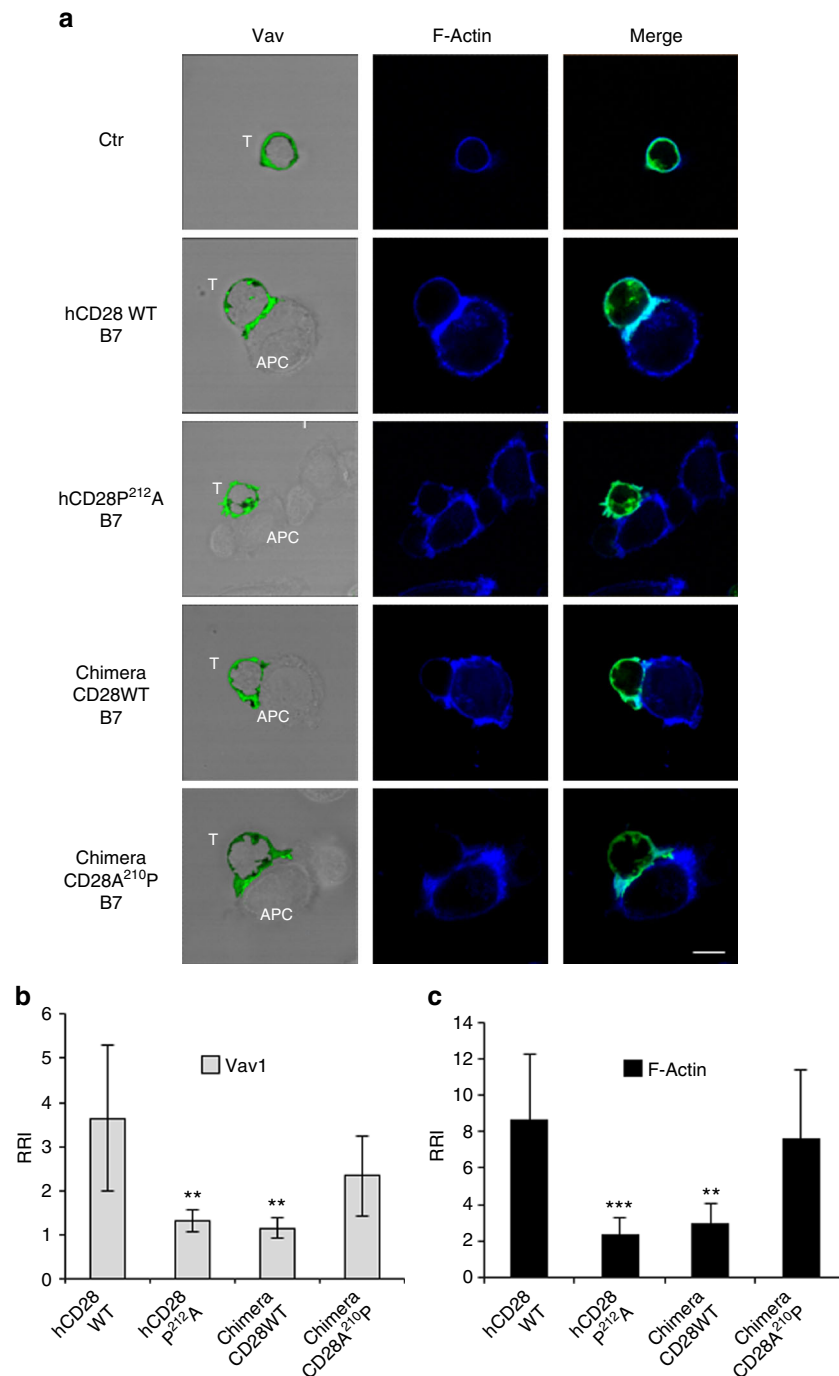 a
Vav F-Actin Merge
Ctr
T
hCD28 WT
B7
T
APC
hCD28P²¹²A
B7
T
APC
Chimera
CD28WT
B7
T
APC
Chimera
CD28A²¹⁰P
B7
T
APC
b
6
5
4
3
2
1
0
RRI
Vav1
**
**
hCD28
WT
hCD28
P²¹²A
Chimera
CD28WT
Chimera
CD28A²¹⁰P
c
14
12
10
8
6
4
2
0
RRI
F-Actin
***
**
hCD28
WT
hCD28
P²¹²A
Chimera
CD28WT
Chimera
CD28A²¹⁰P